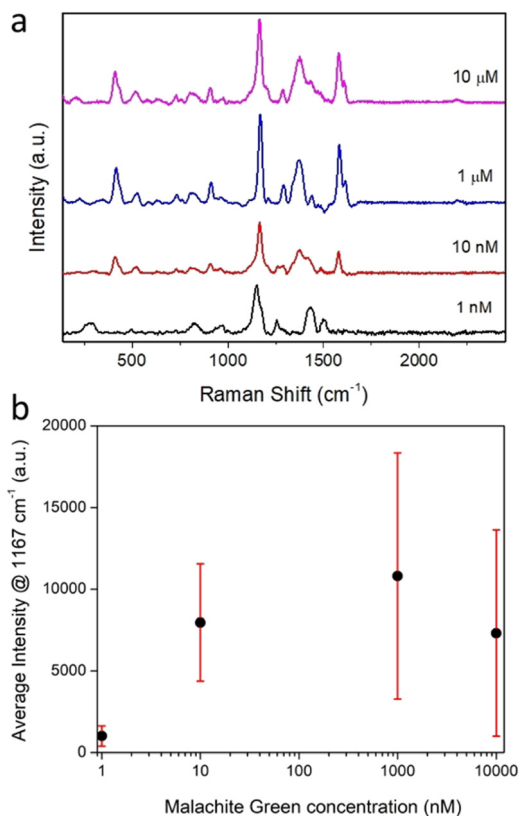 a
10 μM
1 μM
10 nM
1 nM
Intensity (a.u.)
500 1000 1500 2000
Raman Shift (cm⁻¹)
b
20000
15000
10000
5000
0
Average Intensity @ 1167 cm⁻¹ (a.u.)
1 10 100 1000 10000
Malachite Green concentration (nM)